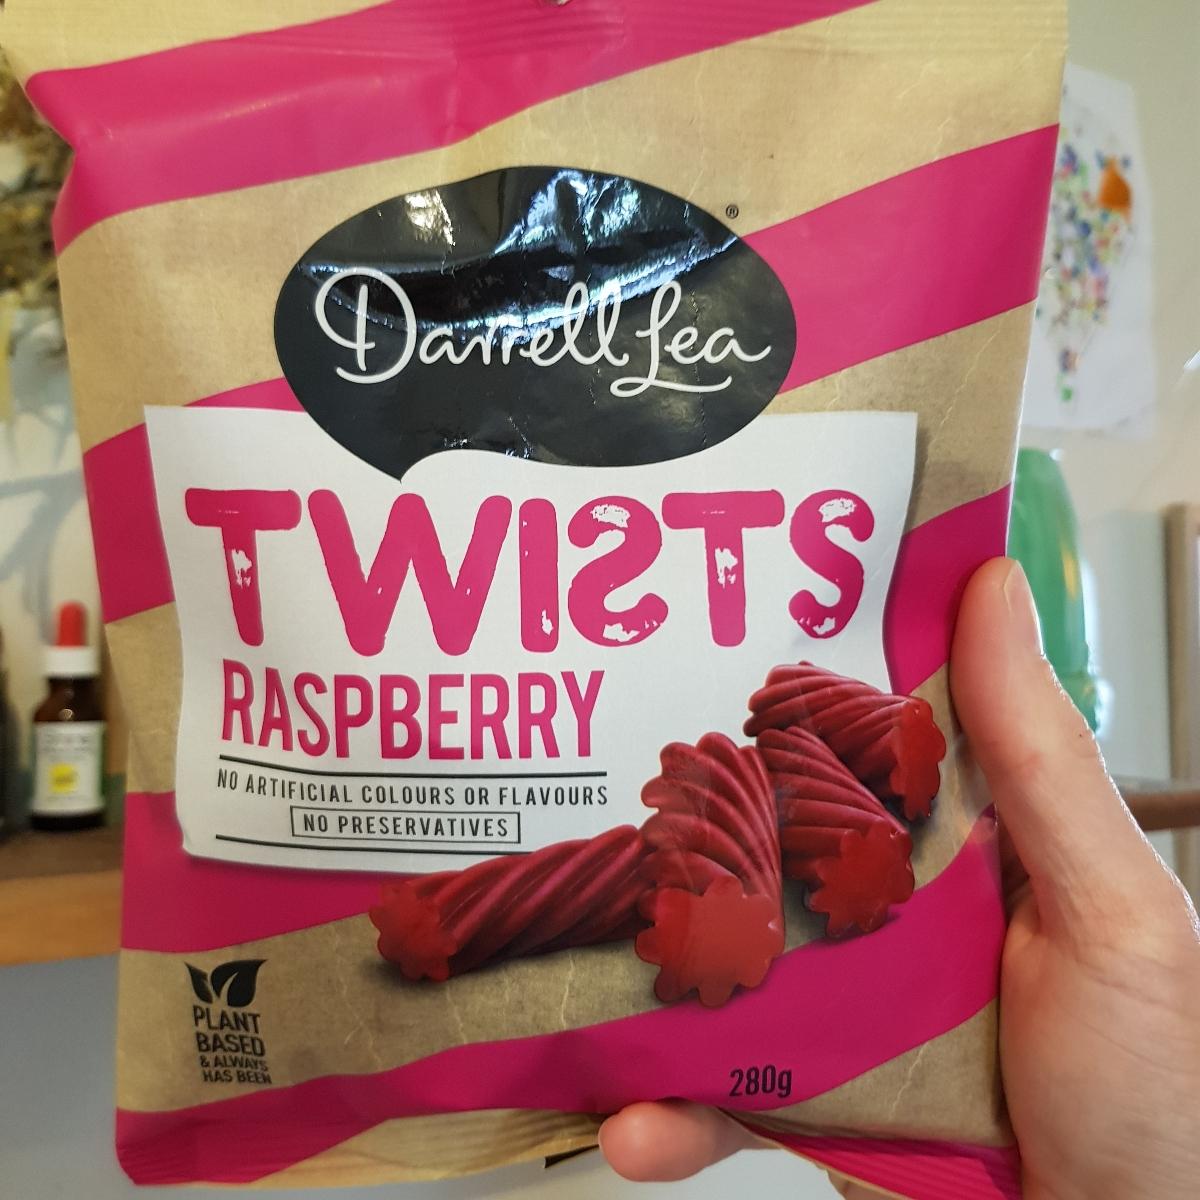 Darrell Lea ®
TWISTS
RASPBERRY
NO ARTIFICIAL COLOURS OR FLAVOURS
NO PRESERVATIVES
PLANT
BASED
& ALWAYS
HAS BEEN
280g